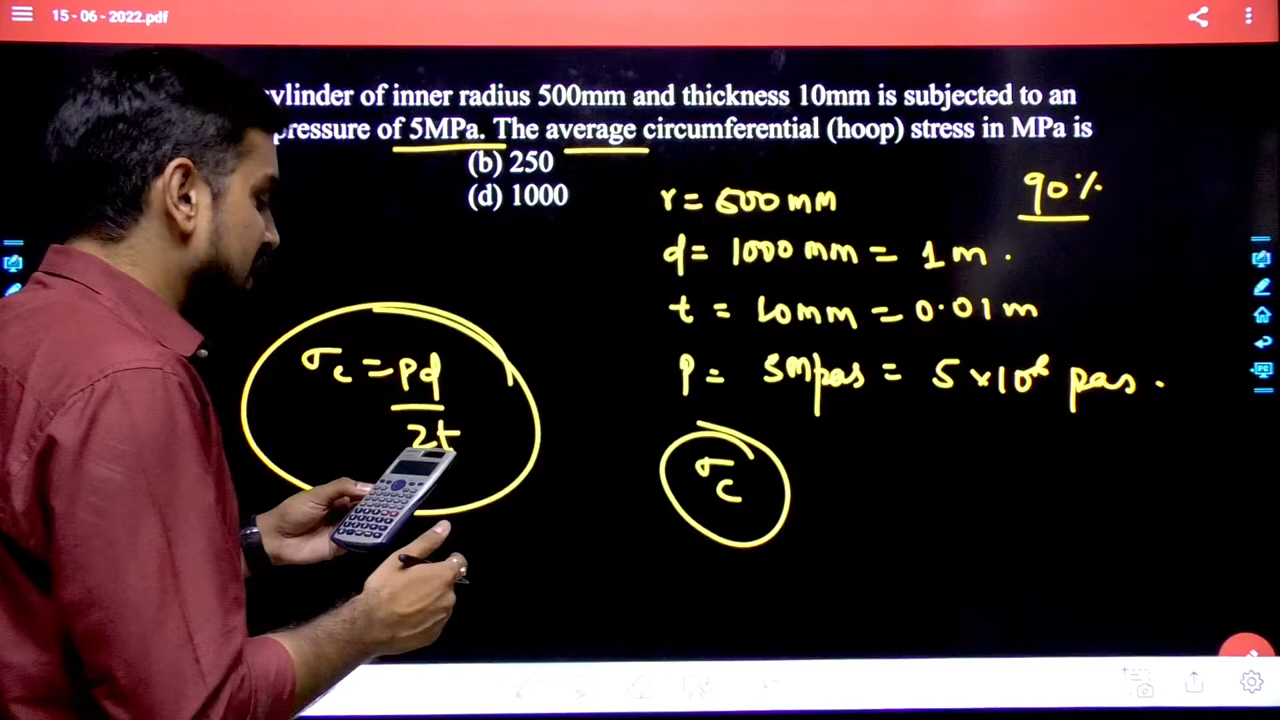 15 - 06 - 2022.pdf
cylinder of inner radius 500mm and thickness 10mm is subjected to an
pressure of 5MPa. The average circumferential (hoop) stress in MPa is
(b) 250
(d) 1000
90%
r = 500 mm
d = 1000 mm = 1 m .
t = 10mm = 0.01 m
P = 5Mpas = 5 × 10⁶ pas .
σc = Pd
2t
σc